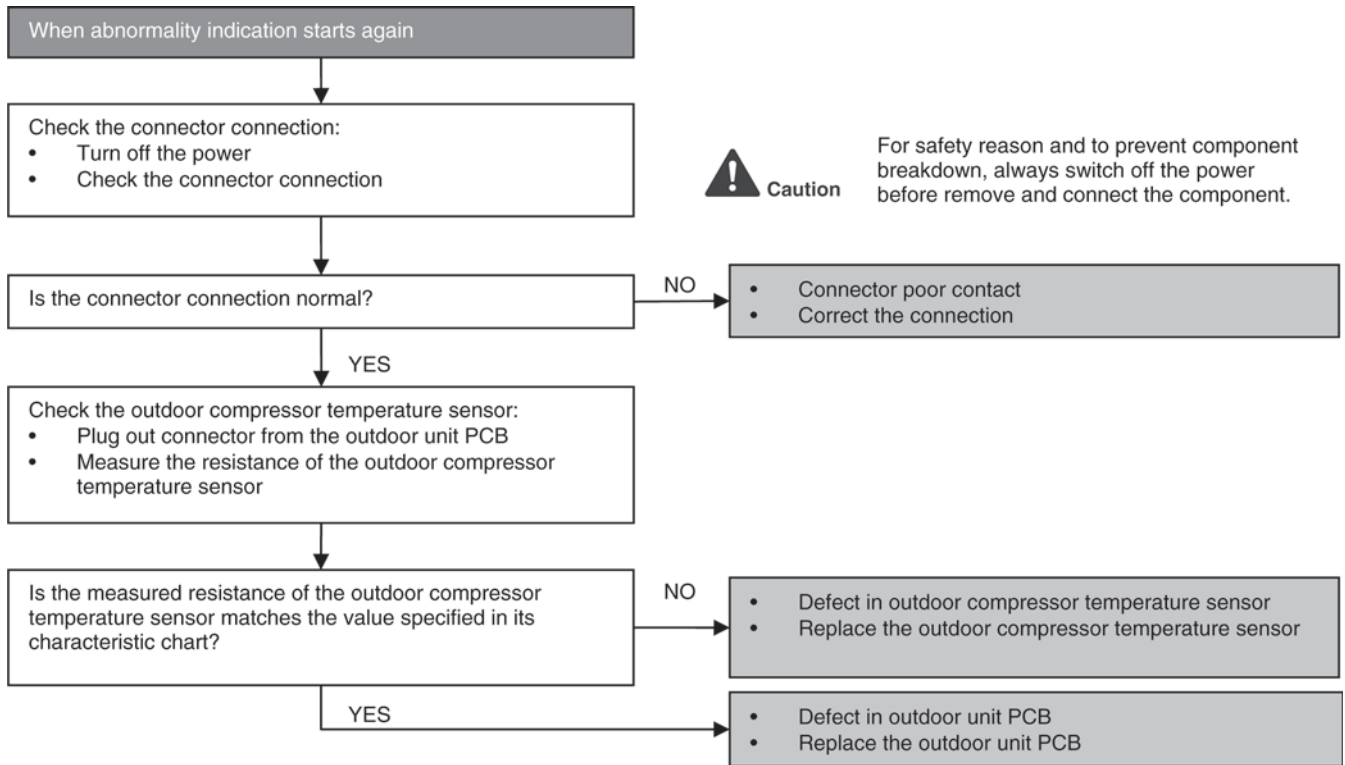 When abnormality indication starts again
Check the connector connection:
• Turn off the power
• Check the connector connection
Caution
For safety reason and to prevent component
breakdown, always switch off the power
before remove and connect the component.
Is the connector connection normal?
NO
• Connector poor contact
• Correct the connection
YES
Check the outdoor compressor temperature sensor:
• Plug out connector from the outdoor unit PCB
• Measure the resistance of the outdoor compressor
temperature sensor
Is the measured resistance of the outdoor compressor
temperature sensor matches the value specified in its
characteristic chart?
NO
• Defect in outdoor compressor temperature sensor
• Replace the outdoor compressor temperature sensor
YES
• Defect in outdoor unit PCB
• Replace the outdoor unit PCB